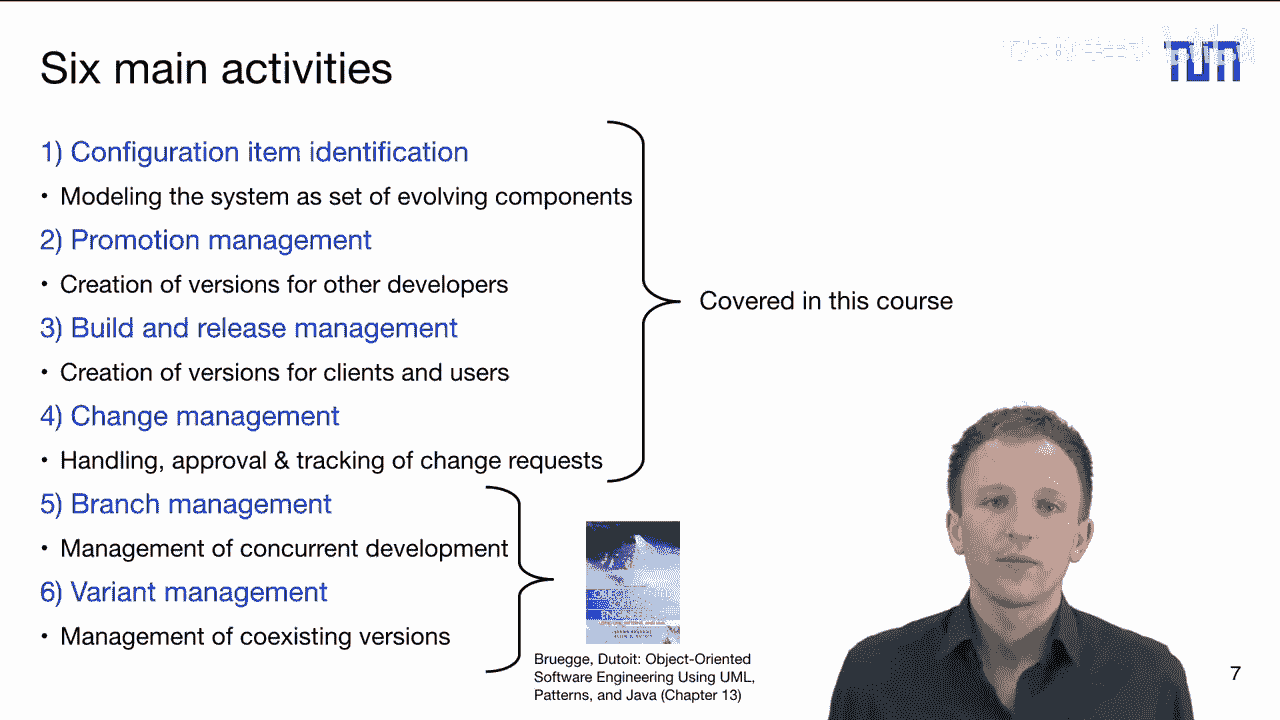 Six main activities
TUM
1) Configuration item identification
• Modeling the system as set of evolving components
2) Promotion management
• Creation of versions for other developers
3) Build and release management
• Creation of versions for clients and users
4) Change management
• Handling, approval & tracking of change requests
Covered in this course
5) Branch management
• Management of concurrent development
6) Variant management
• Management of coexisting versions
Bruegge, Dutoit: Object-Oriented
Software Engineering Using UML,
Patterns, and Java (Chapter 13)
7